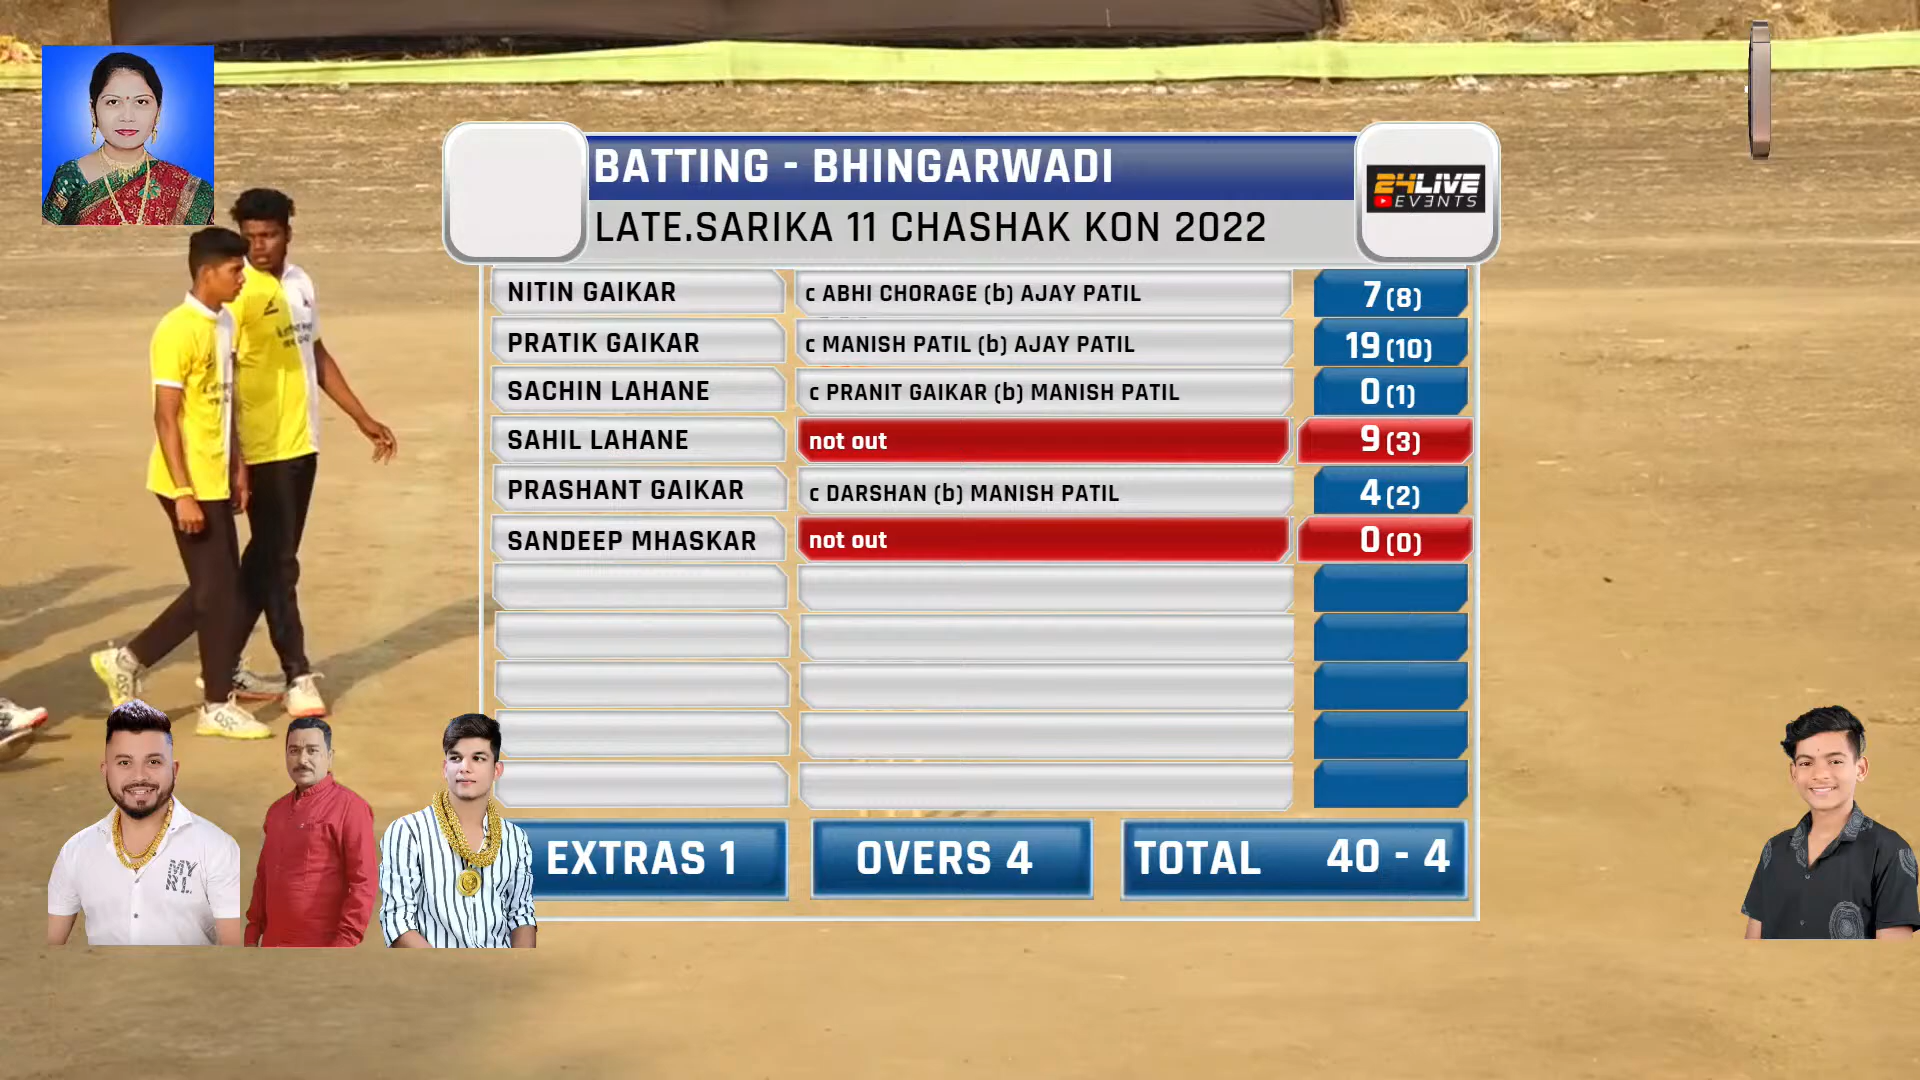 BATTING - BHINGARWADI
LATE.SARIKA 11 CHASHAK KON 2022
24LIVE
EVENTS
NITIN GAIKAR c ABHI CHORAGE (b) AJAY PATIL 7 (8)
PRATIK GAIKAR c MANISH PATIL (b) AJAY PATIL 19 (10)
SACHIN LAHANE c PRANIT GAIKAR (b) MANISH PATIL 0 (1)
SAHIL LAHANE not out 9 (3)
PRASHANT GAIKAR c DARSHAN (b) MANISH PATIL 4 (2)
SANDEEP MHASKAR not out 0 (0)
EXTRAS 1 OVERS 4 TOTAL 40 - 4